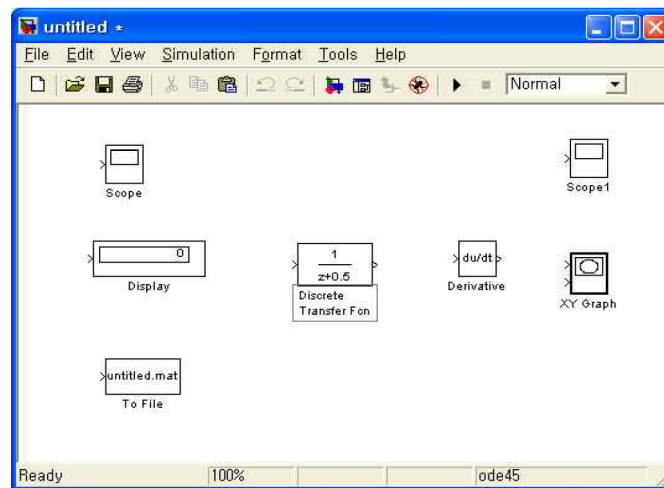 untitled *
File Edit View Simulation Format Tools Help
Normal
Scope
Scope1
0
Display
1
z+0.5
Discrete
Transfer Fcn
du/dt
Derivative
XY Graph
untitled.mat
To File
Ready 100% ode45